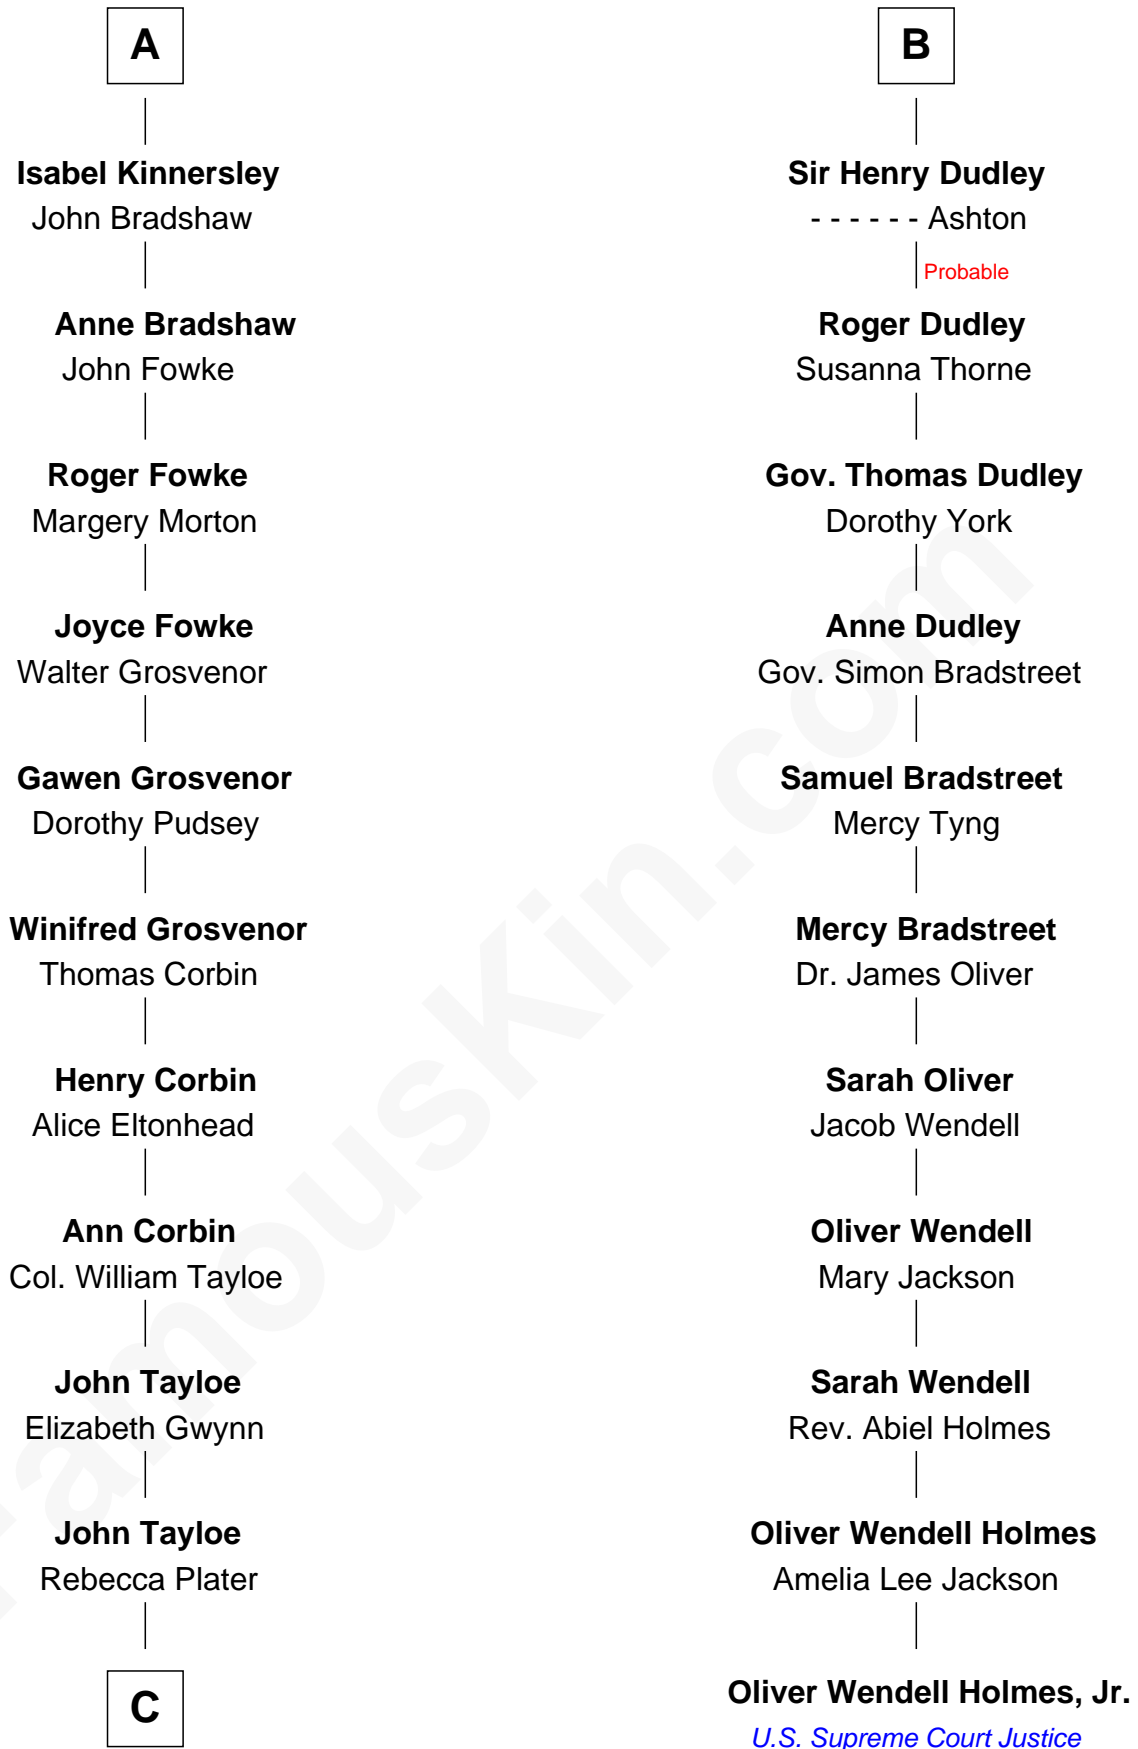 A
Isabel Kinnersley
John Bradshaw
Anne Bradshaw
John Fowke
Roger Fowke
Margery Morton
Joyce Fowke
Walter Grosvenor
Gawen Grosvenor
Dorothy Pudsey
Winifred Grosvenor
Thomas Corbin
Henry Corbin
Alice Eltonhead
Ann Corbin
Col. William Tayloe
John Tayloe
Elizabeth Gwynn
John Tayloe
Rebecca Plater
C
B
Sir Henry Dudley
- - - - - - Ashton
Probable
Roger Dudley
Susanna Thorne
Gov. Thomas Dudley
Dorothy York
Anne Dudley
Gov. Simon Bradstreet
Samuel Bradstreet
Mercy Tyng
Mercy Bradstreet
Dr. James Oliver
Sarah Oliver
Jacob Wendell
Oliver Wendell
Mary Jackson
Sarah Wendell
Rev. Abiel Holmes
Oliver Wendell Holmes
Amelia Lee Jackson
Oliver Wendell Holmes, Jr.
U.S. Supreme Court Justice
FamousKin.com